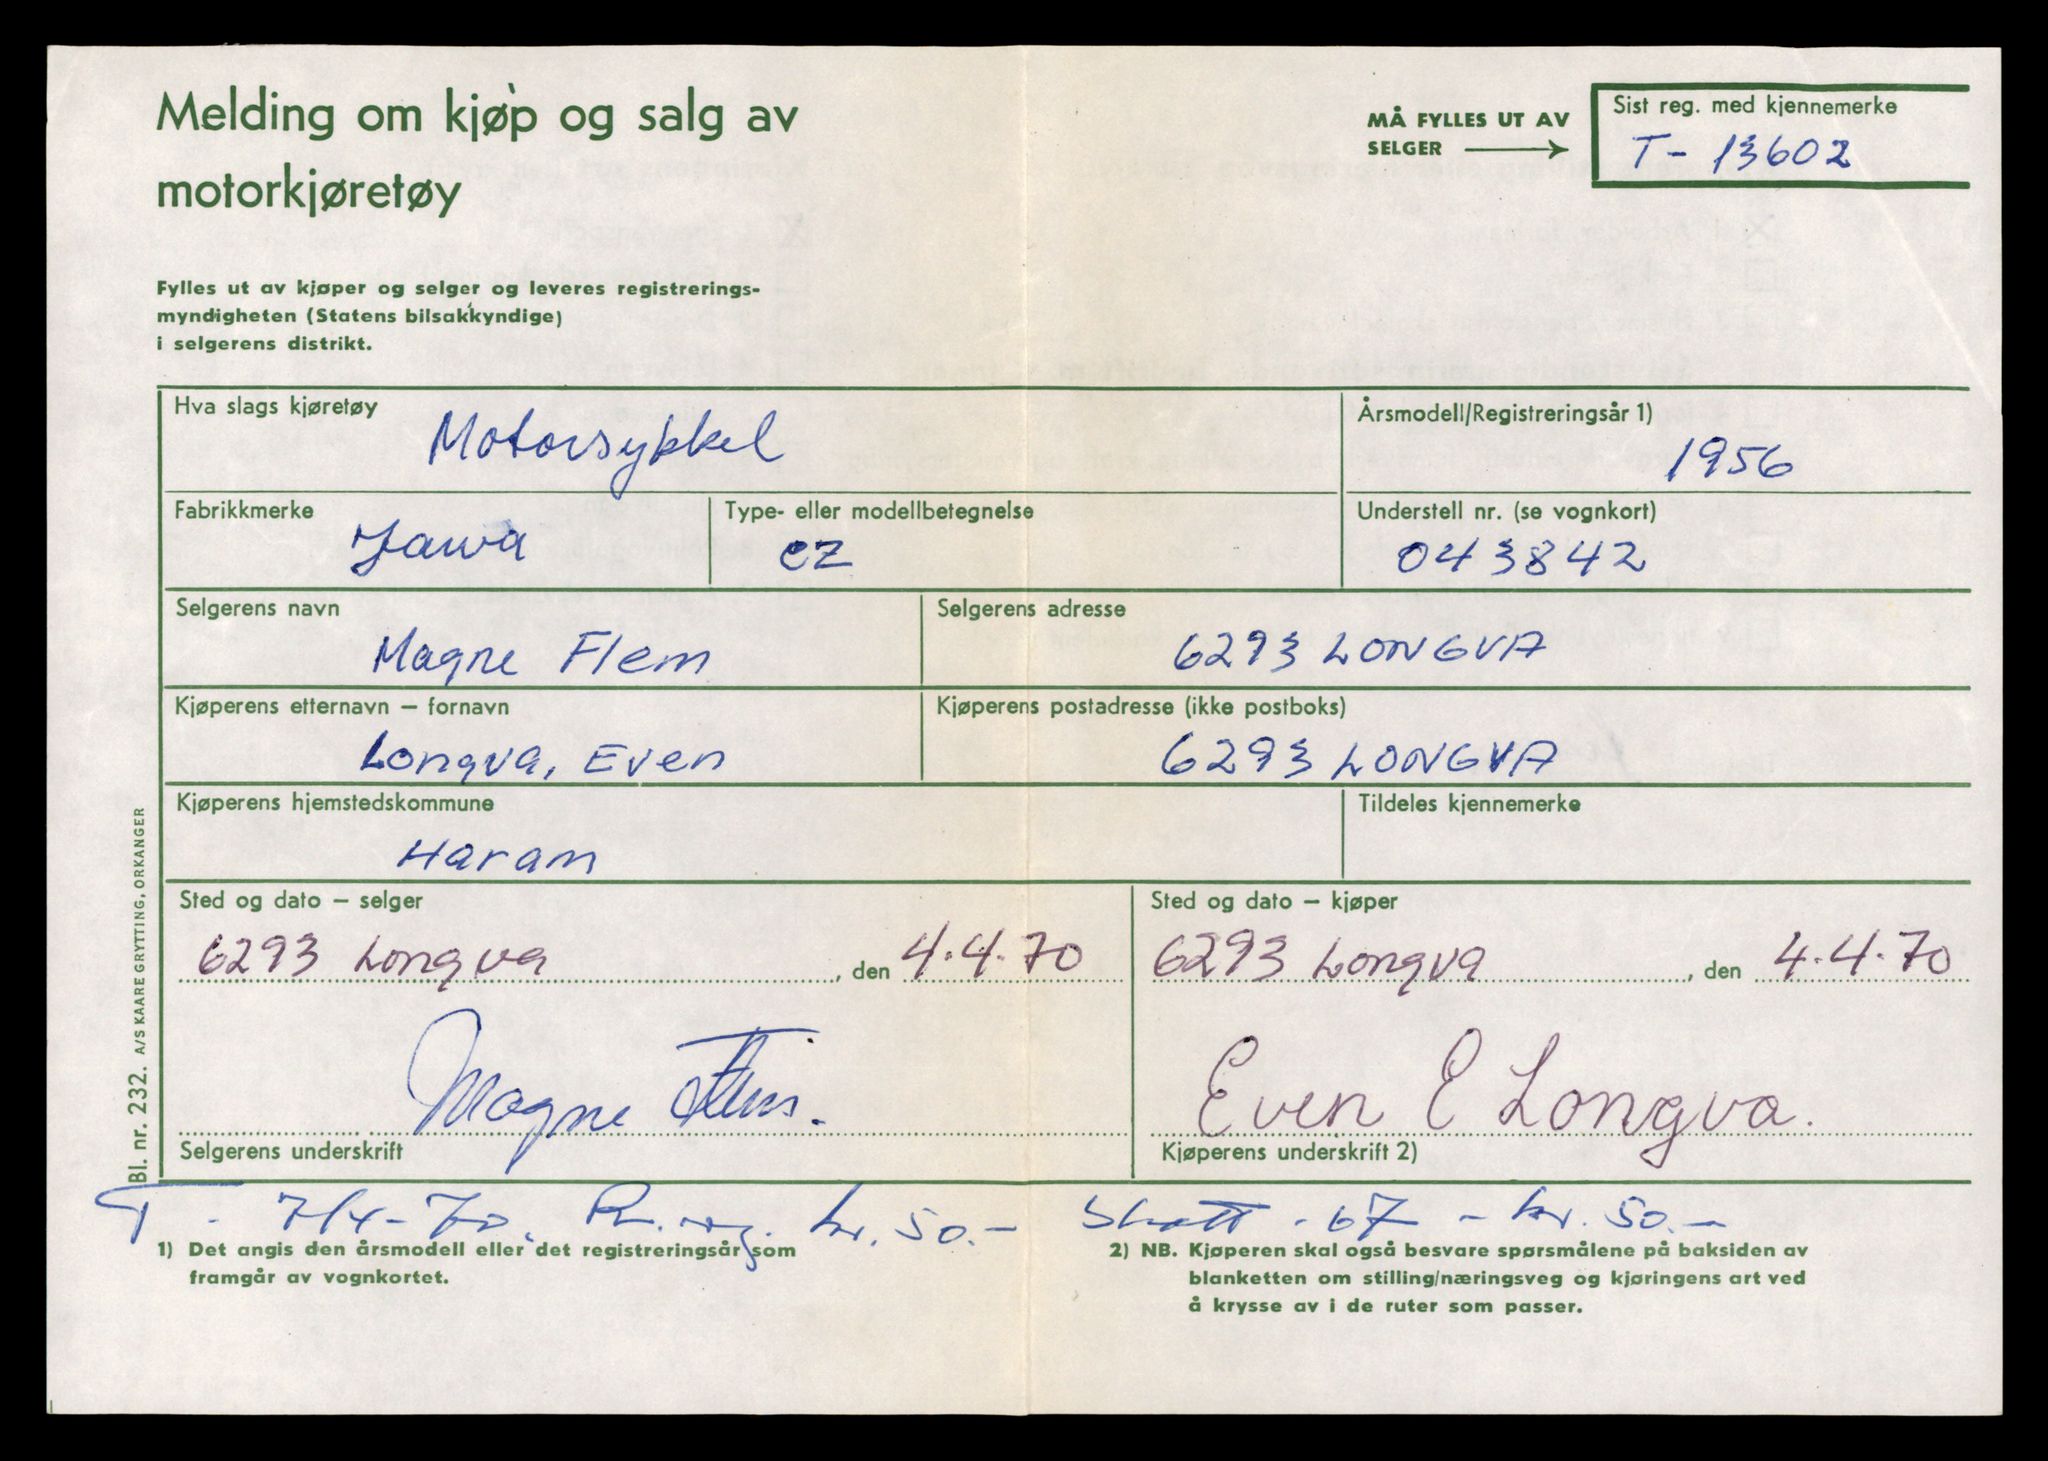 Melding om kjøp og salg av
motorkjøretøy
MÅ FYLLES UT AV
SELGER
Sist reg. med kjennemerke
T - 13602
Fylles ut av kjøper og selger og leveres registrerings-
myndigheten (Statens bilsakkyndige)
i selgerens distrikt.
Hva slags kjøretøy
Motorsykkel
Årsmodell/Registreringsår 1)
1956
Fabrikkmerke
Jawa
Type- eller modellbetegnelse
CZ
Understell nr. (se vognkort)
043842
Selgerens navn
Magne Flem
Selgerens adresse
6293 LONGVA
Kjøperens etternavn – fornavn
Longva, Even
Kjøperens postadresse (ikke postboks)
6293 LONGVA
Kjøperens hjemstedskommune
Haram
Tildeles kjennemerke
Sted og dato – selger
6293 Longva, den 4.4.70
Sted og dato – kjøper
6293 Longva, den 4.4.70
Magne Flem.
Selgerens underskrift
Even E Longva.
Kjøperens underskrift 2)
Bl. nr. 232. A/S KAARE GRYTTING, ORKANGER
T - 7/4-70. kr. 50.- Skatt -67 - kr. 50.-
1) Det angis den årsmodell eller det registreringsår som
framgår av vognkortet.
2) NB. Kjøperen skal også besvare spørsmålene på baksiden av
blanketten om stilling/næringsveg og kjøringens art ved
å krysse av i de ruter som passer.